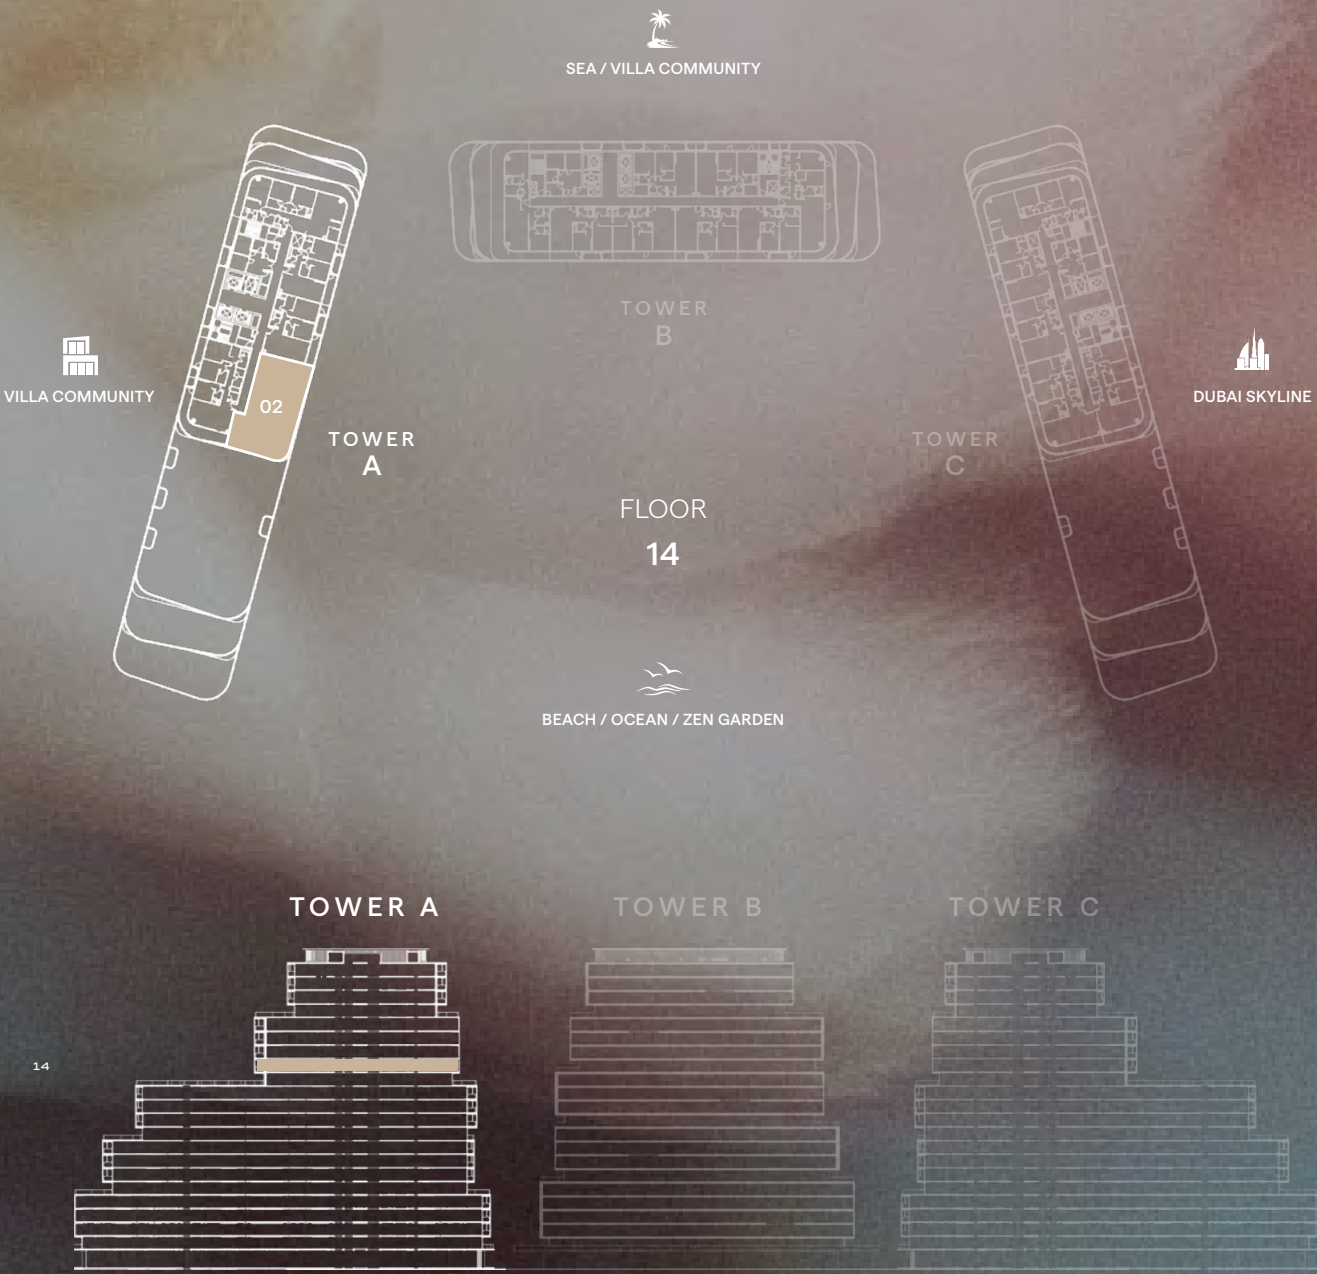 SEA / VILLA COMMUNITY
TOWER
B
VILLA COMMUNITY
DUBAI SKYLINE
02
TOWER
A
TOWER
C
FLOOR
14
BEACH / OCEAN / ZEN GARDEN
TOWER A
TOWER B
TOWER C
14